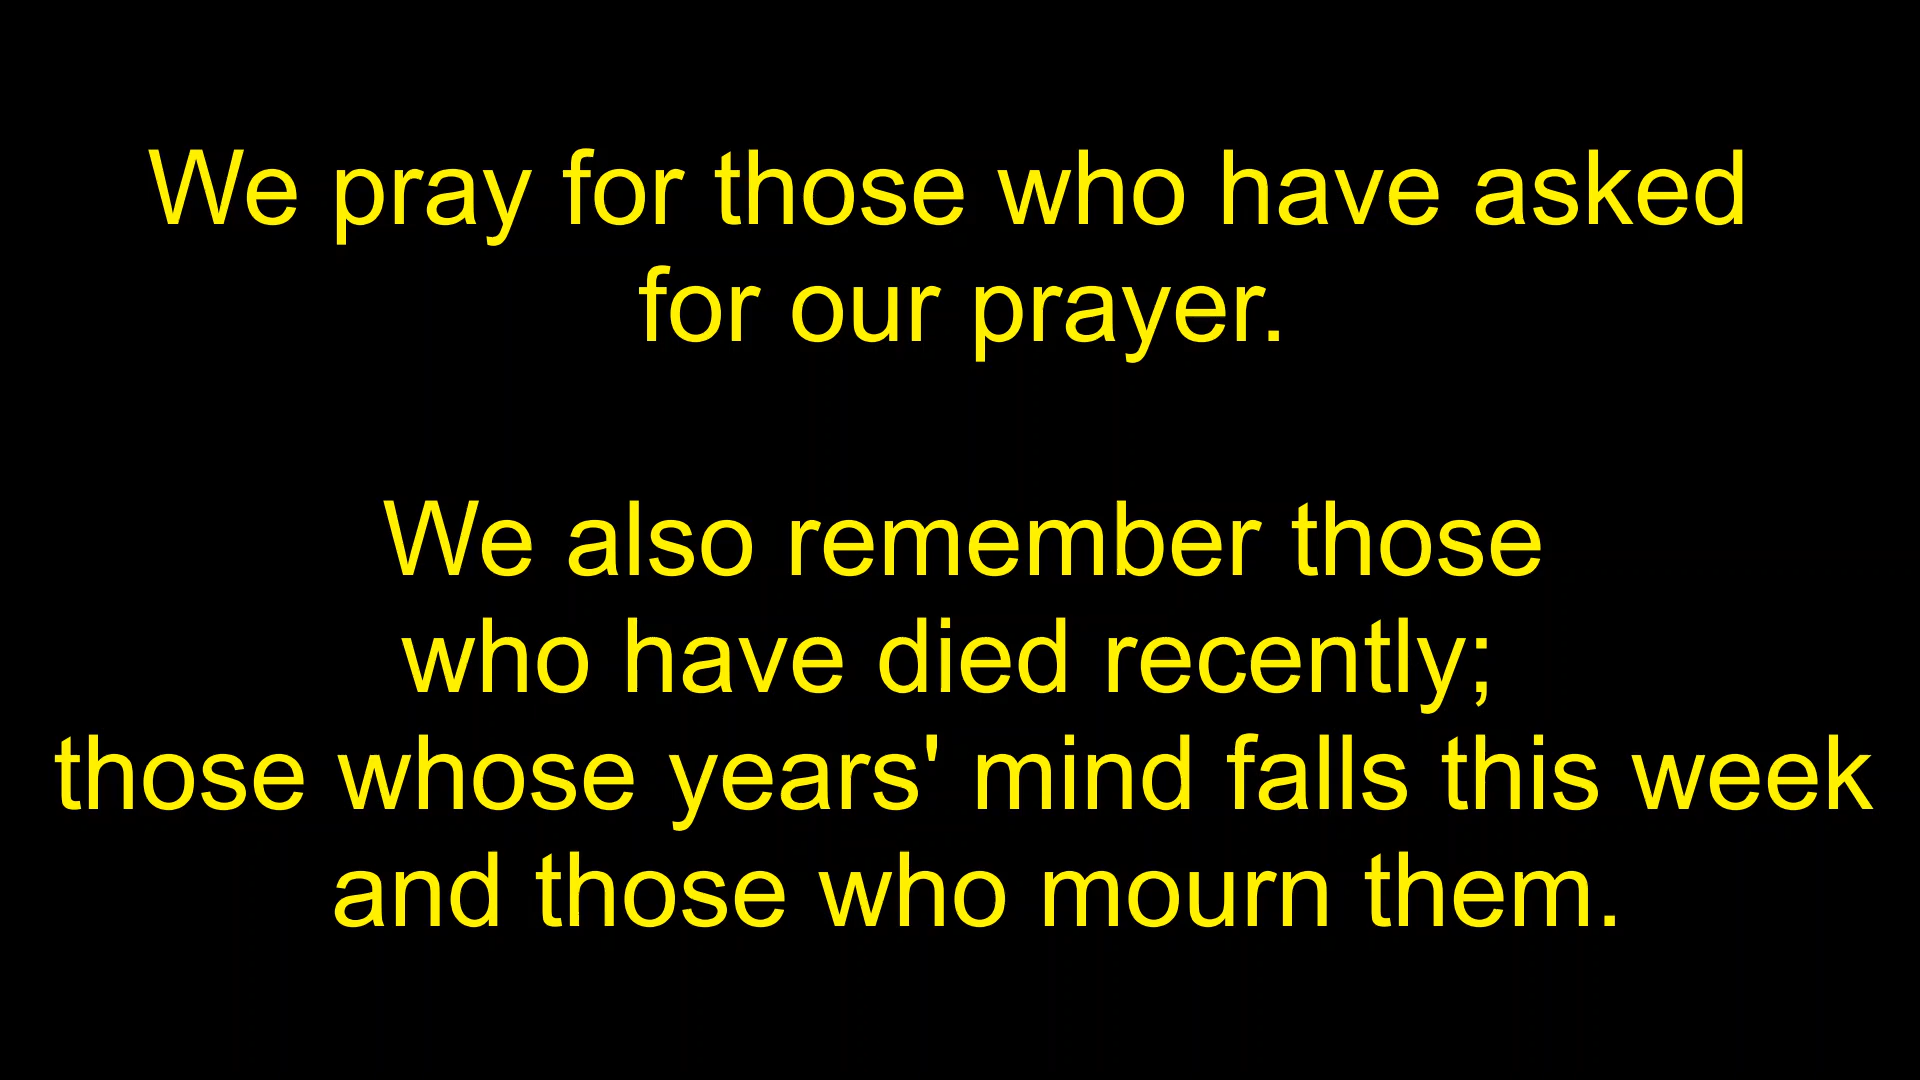 We pray for those who have asked
for our prayer.
We also remember those
who have died recently;
those whose years' mind falls this week
and those who mourn them.